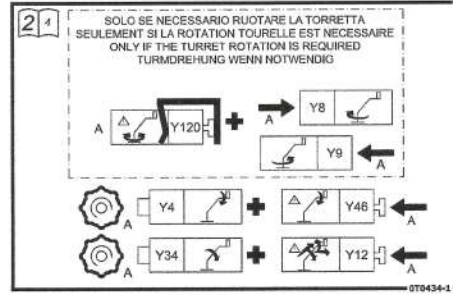 2 4
SOLO SE NECESSARIO RUOTARE LA TORRETTA
SEULEMENT SI LA ROTATION TOURELLE EST NECESSAIRE
ONLY IF THE TURRET ROTATION IS REQUIRED
TURMDREHUNG WENN NOTWENDIG
A Y120 + A Y8
Y9 A
A Y4 + Y46 A
A Y34 + Y12 A
0T0434-1